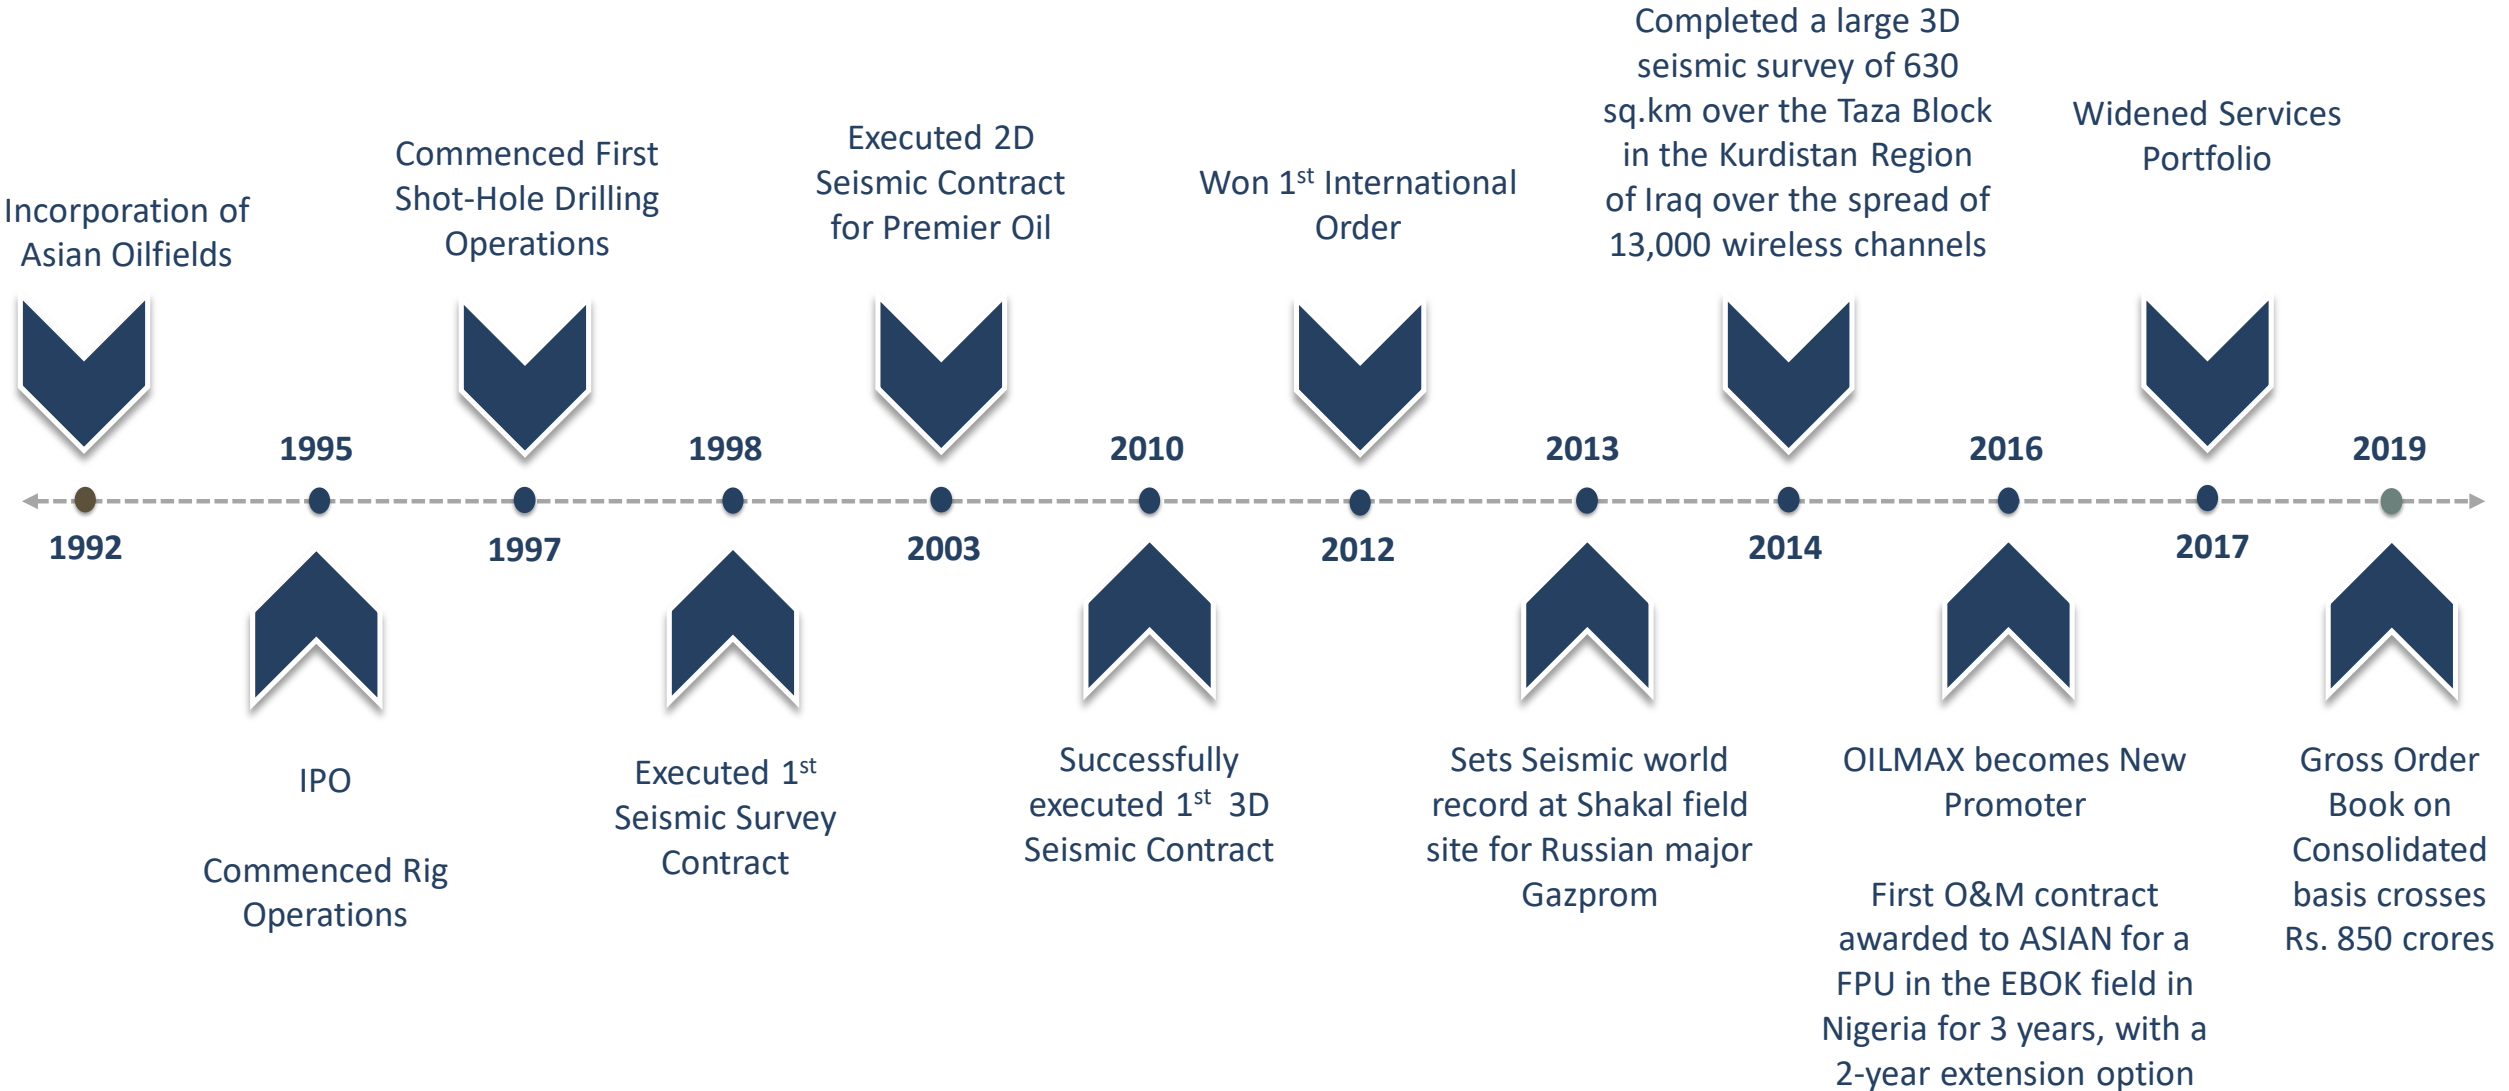 Incorporation of
Asian Oilfields
1992
1995
IPO
Commenced Rig
Operations
Commenced First
Shot-Hole Drilling
Operations
1997
1998
Executed 1st
Seismic Survey
Contract
Executed 2D
Seismic Contract
for Premier Oil
2003
2010
Successfully
executed 1st 3D
Seismic Contract
Won 1st International
Order
2012
2013
Sets Seismic world
record at Shakal field
site for Russian major
Gazprom
Completed a large 3D
seismic survey of 630
sq.km over the Taza Block
in the Kurdistan Region
of Iraq over the spread of
13,000 wireless channels
2014
2016
OILMAX becomes New
Promoter
First O&M contract
awarded to ASIAN for a
FPU in the EBOK field in
Nigeria for 3 years, with a
2-year extension option
Widened Services
Portfolio
2017
2019
Gross Order
Book on
Consolidated
basis crosses
Rs. 850 crores